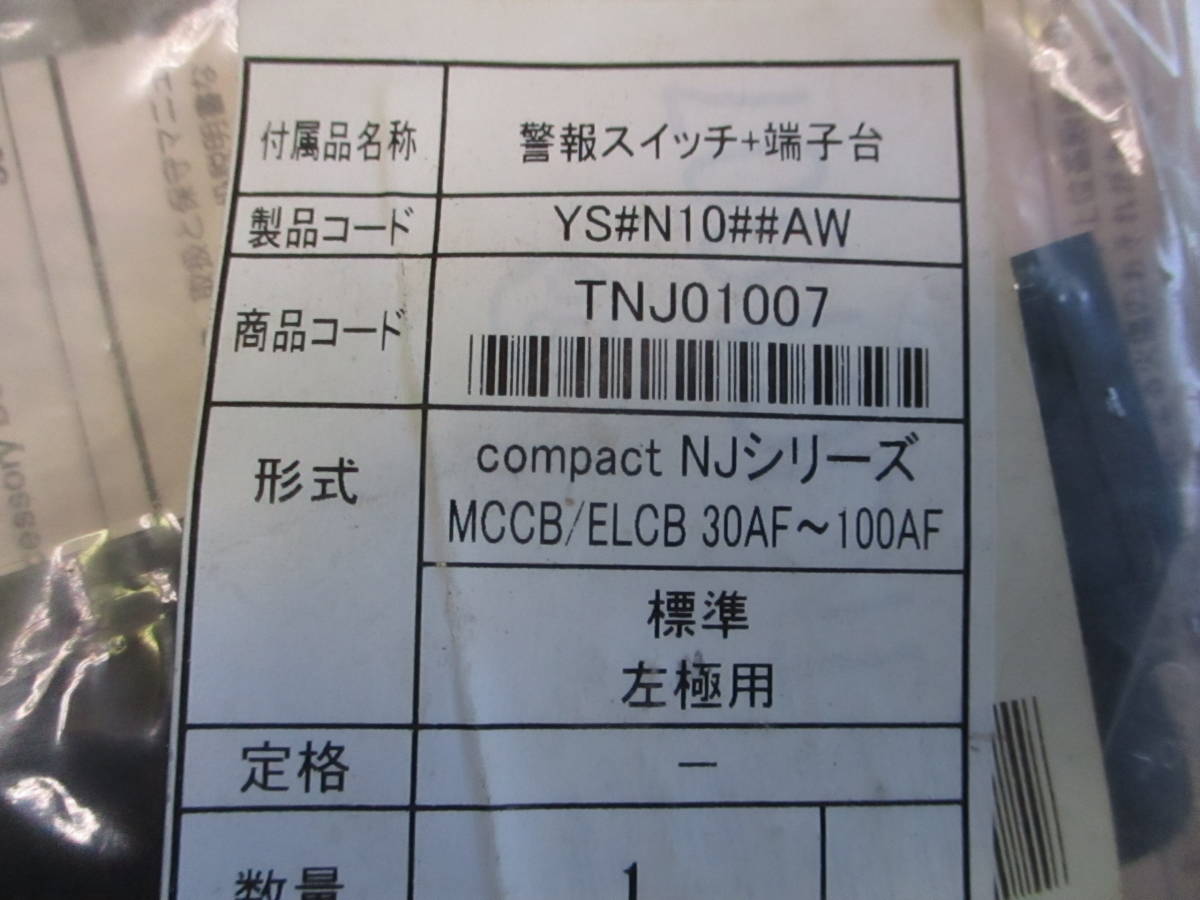 付属品名称 警報スイッチ+端子台
製品コード YS#N10##AW
商品コード TNJ01007
形式 compact NJシリーズ
MCCB/ELCB 30AF～100AF
標準
左極用
定格 －
数量 1